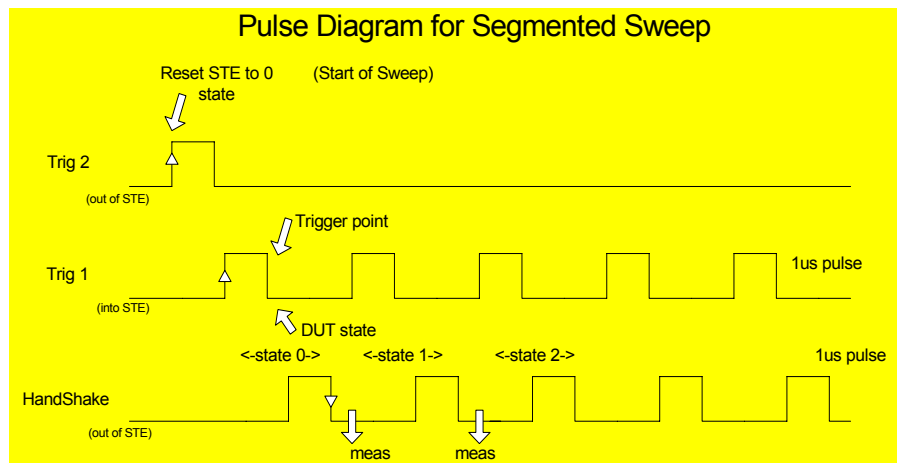 Pulse Diagram for Segmented Sweep
Reset STE to 0 (Start of Sweep)
state
Trig 2
(out of STE)
Trigger point
Trig 1
1us pulse
(into STE)
DUT state
<-state 0-> <-state 1-> <-state 2->
1us pulse
HandShake
(out of STE)
meas meas